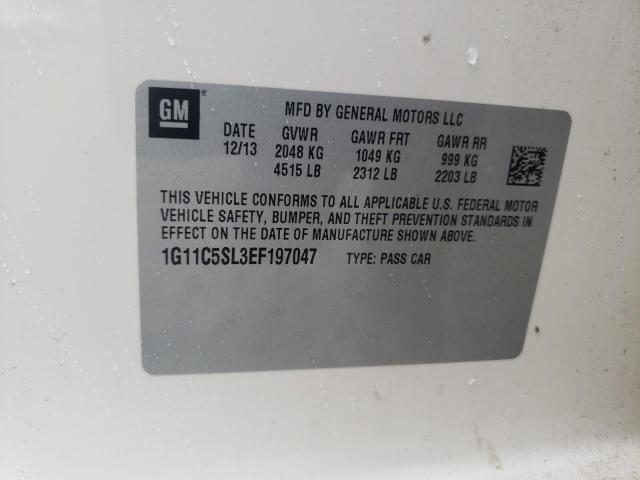 GM
MFD BY GENERAL MOTORS LLC
DATE GVWR GAWR FRT GAWR RR
12/13 2048 KG 1049 KG 999 KG
4515 LB 2312 LB 2203 LB
THIS VEHICLE CONFORMS TO ALL APPLICABLE U.S. FEDERAL MOTOR
VEHICLE SAFETY, BUMPER, AND THEFT PREVENTION STANDARDS IN
EFFECT ON THE DATE OF MANUFACTURE SHOWN ABOVE.
1G11C5SL3EF197047 TYPE: PASS CAR